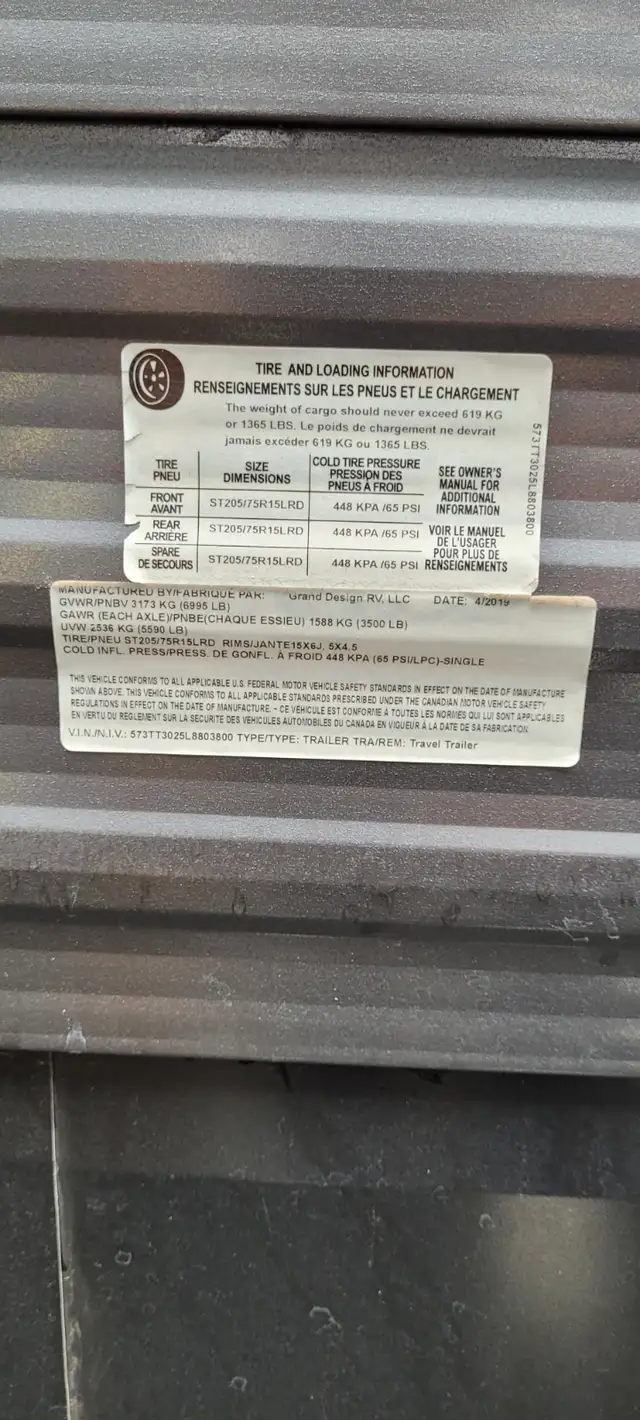 TIRE AND LOADING INFORMATION
RENSEIGNEMENTS SUR LES PNEUS ET LE CHARGEMENT
The weight of cargo should never exceed 619 KG
or 1365 LBS. Le poids de chargement ne devrait
jamais excéder 619 KG ou 1365 LBS.
TIRE PNEU SIZE DIMENSIONS COLD TIRE PRESSURE PRESSION DES PNEUS À FROID
FRONT AVANT ST205/75R15LRD 448 KPA /65 PSI
REAR ARRIÈRE ST205/75R15LRD 448 KPA /65 PSI
SPARE DE SECOURS ST205/75R15LRD 448 KPA /65 PSI
SEE OWNER'S
MANUAL FOR
ADDITIONAL
INFORMATION
VOIR LE MANUEL
DE L'USAGER
POUR PLUS DE
RENSEIGNEMENTS
573TT3025L8803800
MANUFACTURED BY/FABRIQUE PAR: Grand Design RV, LLC DATE: 4/2019
GVWR/PNBV 3173 KG (6995 LB)
GAWR (EACH AXLE)/PNBE(CHAQUE ESSIEU) 1588 KG (3500 LB)
UVW 2536 KG (5590 LB)
TIRE/PNEU ST205/75R15LRD RIMS/JANTE15X6J, 5X4.5
COLD INFL. PRESS/PRESS. DE GONFL. À FROID 448 KPA (65 PSI/LPC)-SINGLE
THIS VEHICLE CONFORMS TO ALL APPLICABLE U.S. FEDERAL MOTOR VEHICLE SAFETY STANDARDS IN EFFECT ON THE DATE OF MANUFACTURE
SHOWN ABOVE. THIS VEHICLE CONFORMS TO ALL APPLICABLE STANDARDS PRESCRIBED UNDER THE CANADIAN MOTOR VEHICLE SAFETY
REGULATIONS IN EFFECT ON THE DATE OF MANUFACTURE. - CE VÉHICULE EST CONFORME À TOUTES LES NORMES QUI LUI SONT APPLICABLES
EN VERTU DU REGLEMENT SUR LA SECURITE DES VÉHICULES AUTOMOBILES DU CANADA EN VIGUEUR À LA DATE DE SA FABRICATION
V.I.N./N.I.V.: 573TT3025L8803800 TYPE/TYPE: TRAILER TRA/REM: Travel Trailer